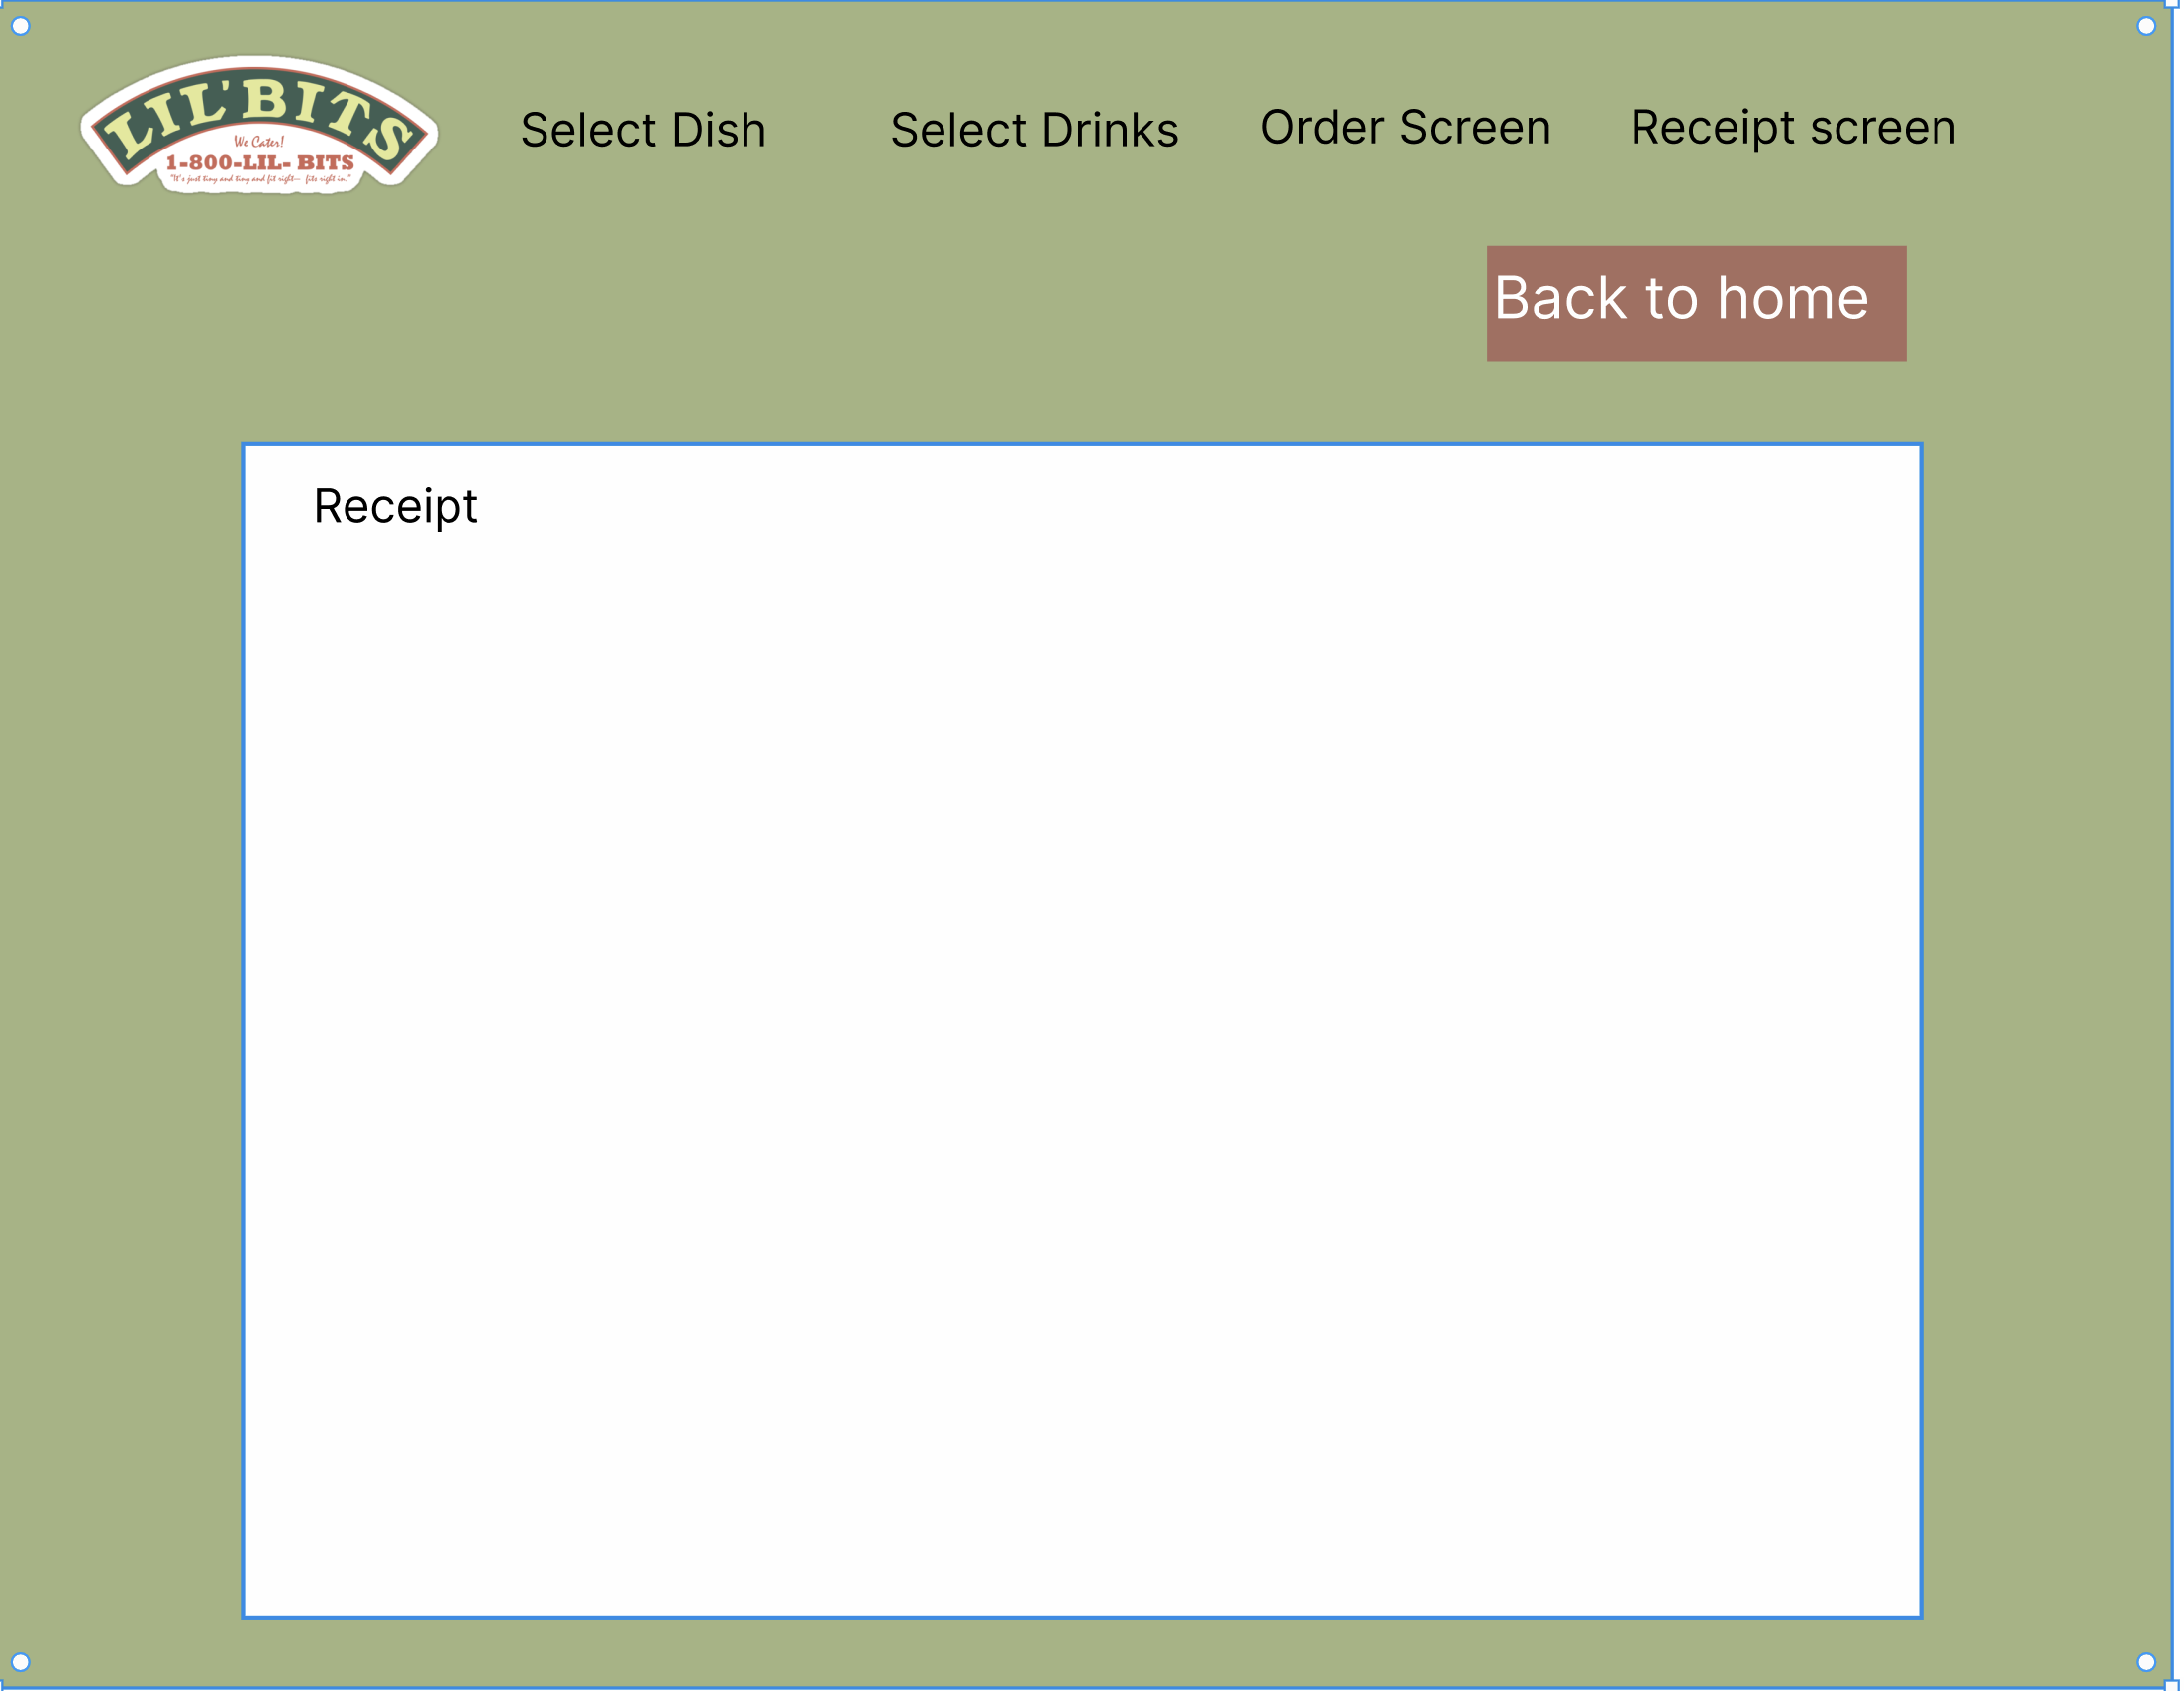 LIL' BITS
We Cater!
1-800-LIL- BITS
"It's just tiny and tiny and fit right— fits right in."
Select Dish
Select Drinks
Order Screen
Receipt screen
Back to home
Receipt